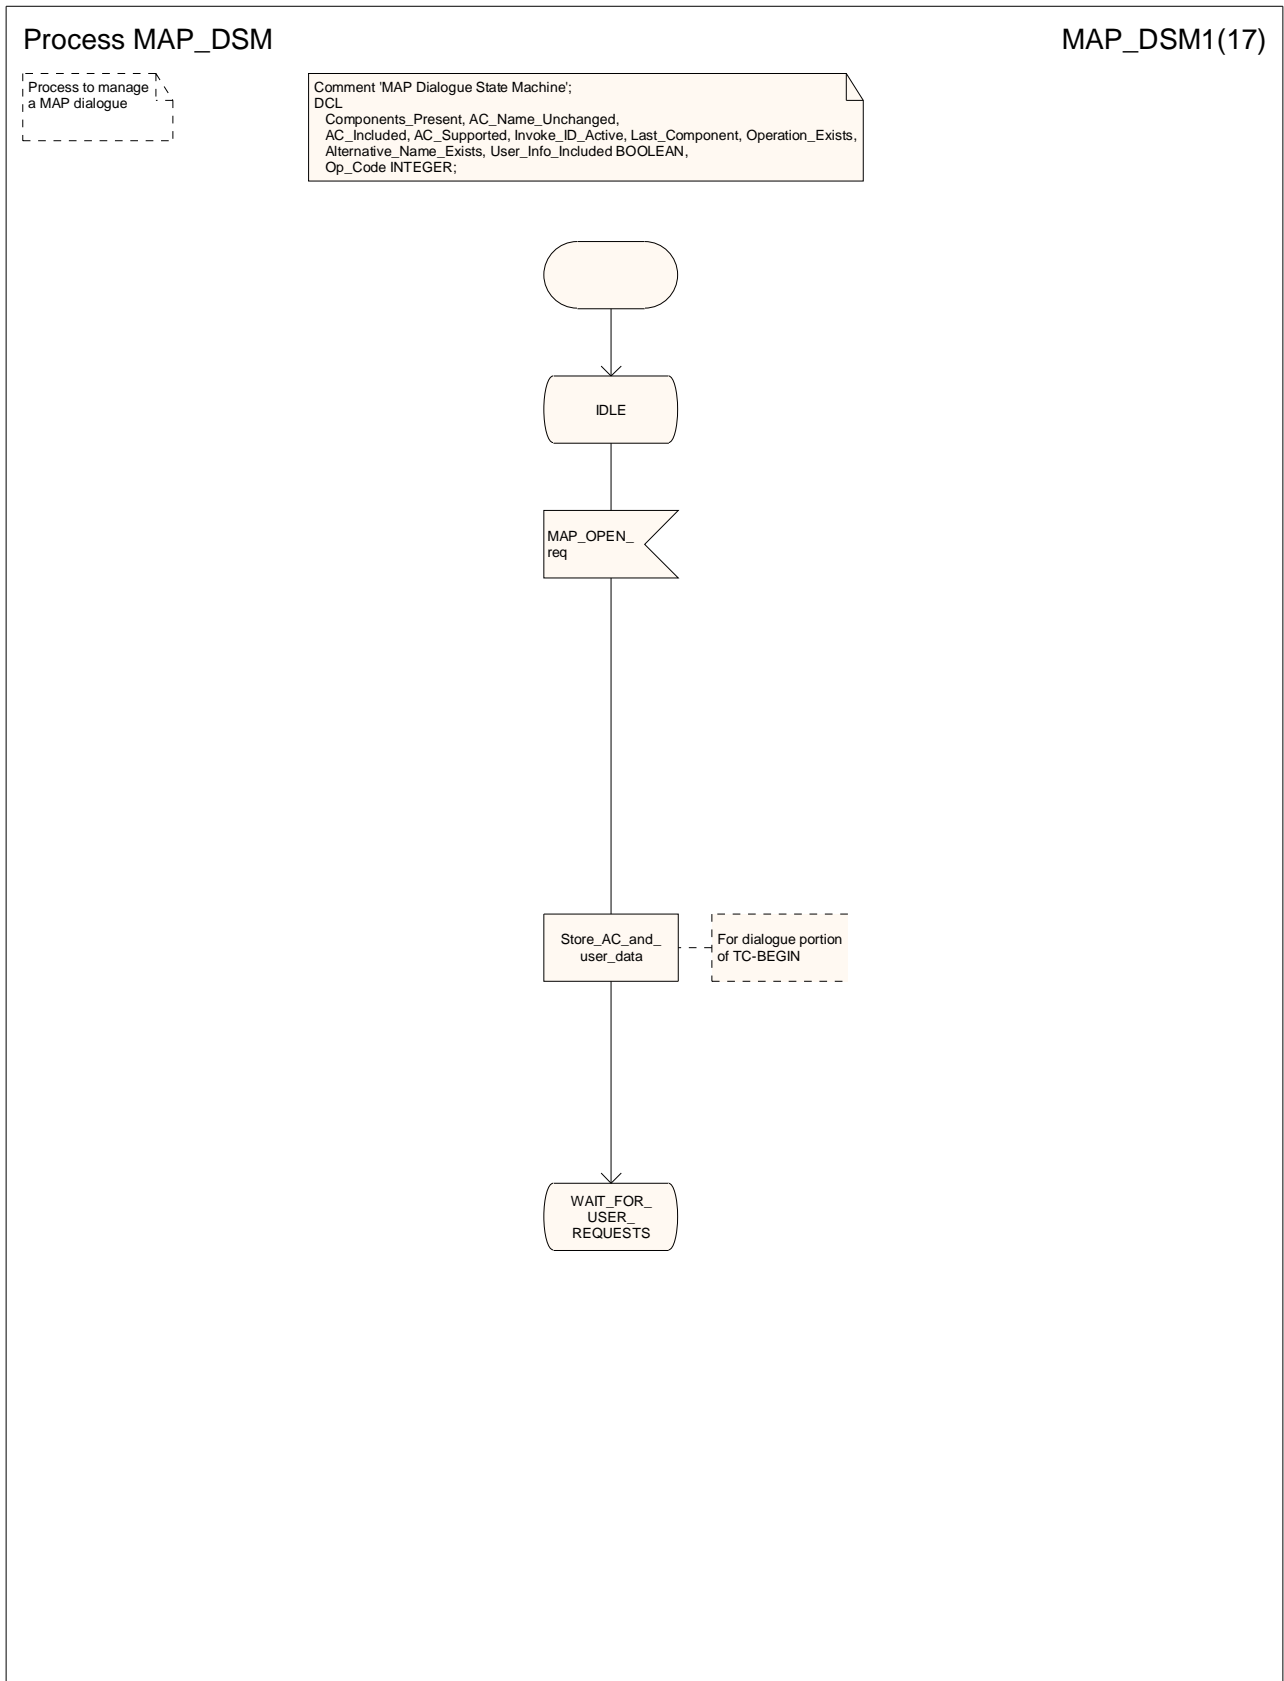 Process MAP_DSM
MAP_DSM1(17)
Process to manage
a MAP dialogue
Comment 'MAP Dialogue State Machine';
DCL
Components_Present, AC_Name_Unchanged,
AC_Included, AC_Supported, Invoke_ID_Active, Last_Component, Operation_Exists,
Alternative_Name_Exists, User_Info_Included BOOLEAN,
Op_Code INTEGER;
IDLE
MAP_OPEN_
req
Store_AC_and_
user_data
For dialogue portion
of TC-BEGIN
WAIT_FOR_
USER_
REQUESTS